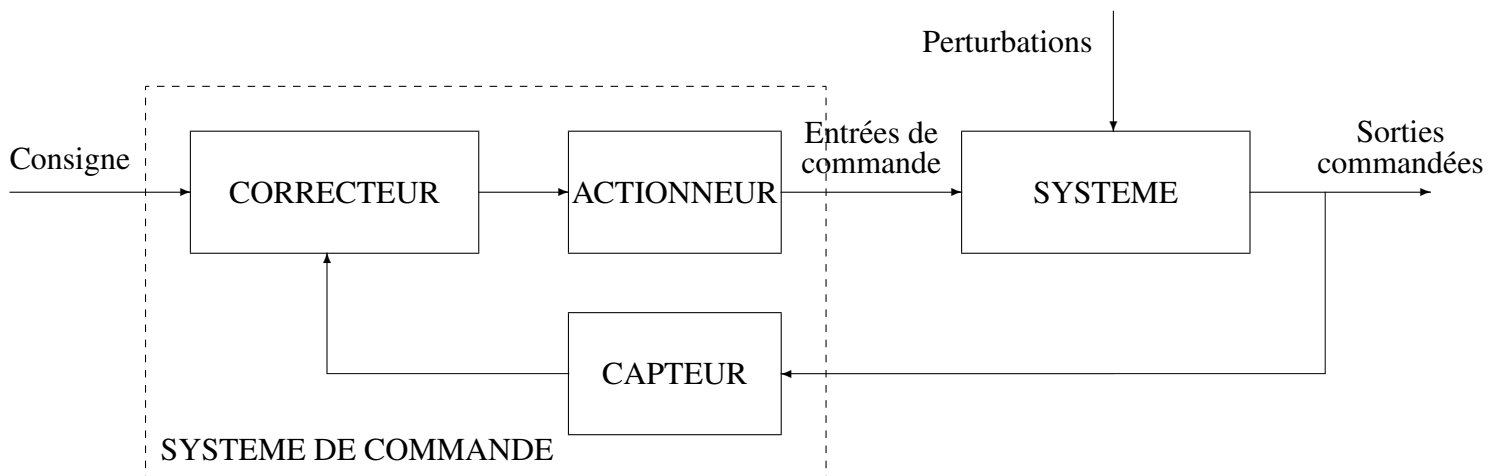 Perturbations
Consigne
CORRECTEUR
ACTIONNEUR
Entrées de
commande
SYSTEME
Sorties
commandées
CAPTEUR
SYSTEME DE COMMANDE